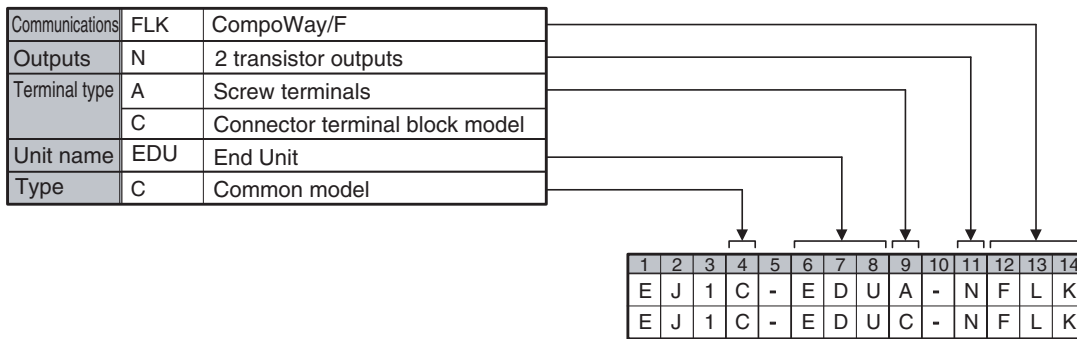 Communications FLK CompoWay/F
Outputs N 2 transistor outputs
Terminal type A Screw terminals
C Connector terminal block model
Unit name EDU End Unit
Type C Common model
1 2 3 4 5 6 7 8 9 10 11 12 13 14
E J 1 C - E D U A - N F L K
E J 1 C - E D U C - N F L K